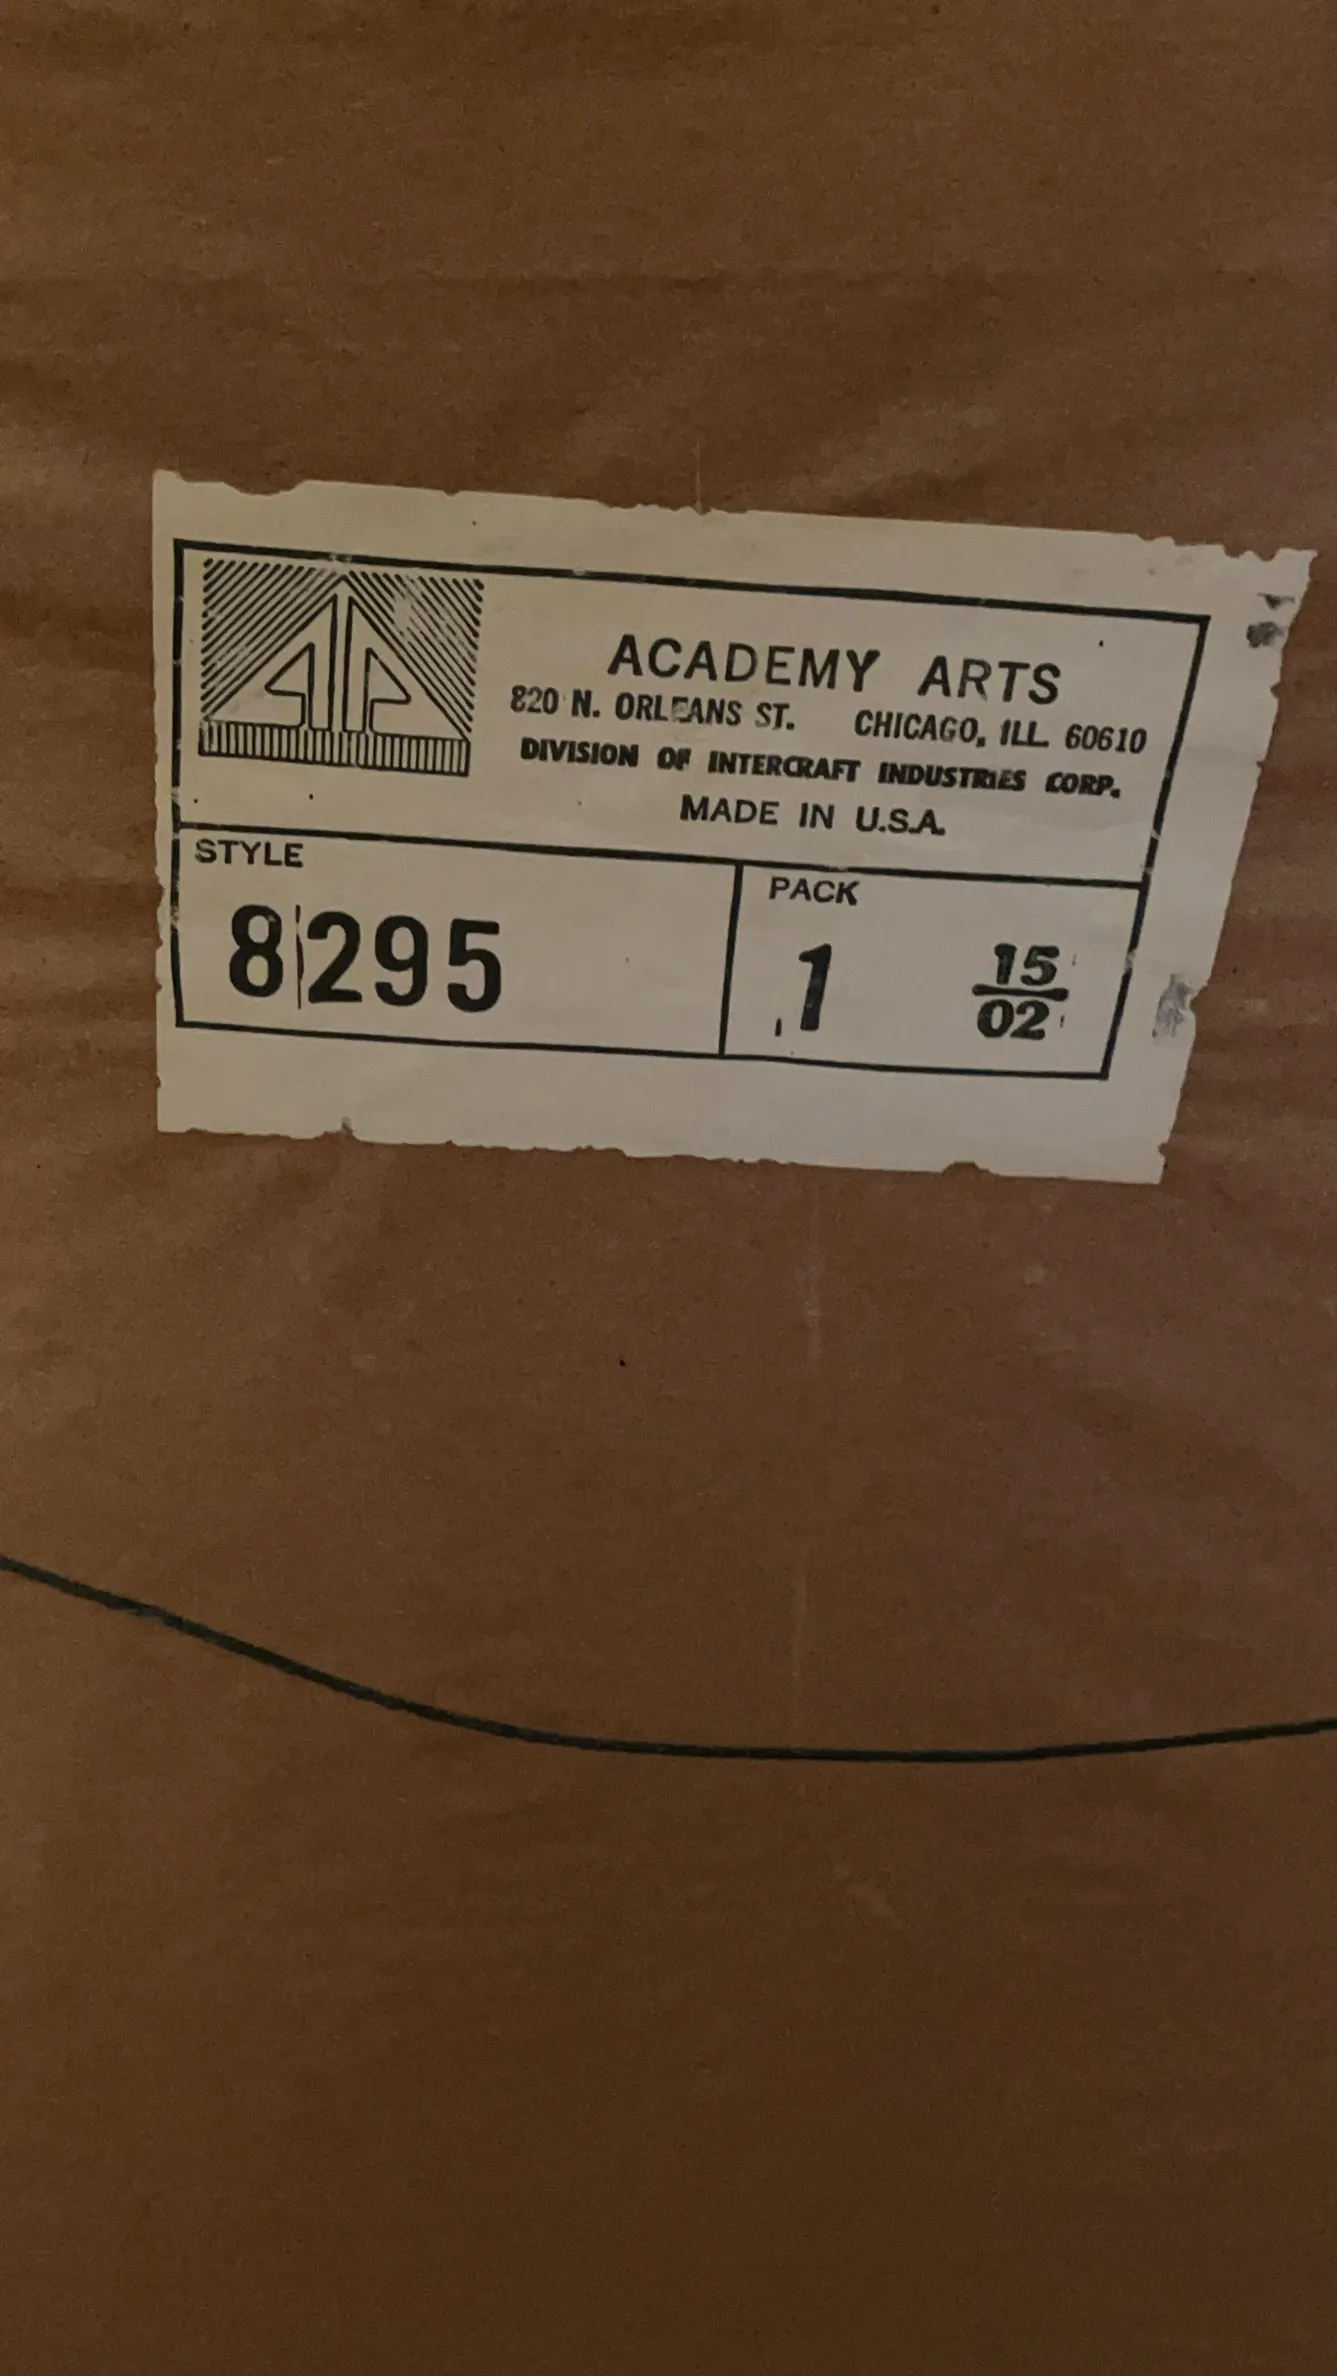 ACADEMY ARTS
820 N. ORLEANS ST. CHICAGO, ILL. 60610
DIVISION OF INTERCRAFT INDUSTRIES CORP.
MADE IN U.S.A.
STYLE
8295
PACK
1
15
02